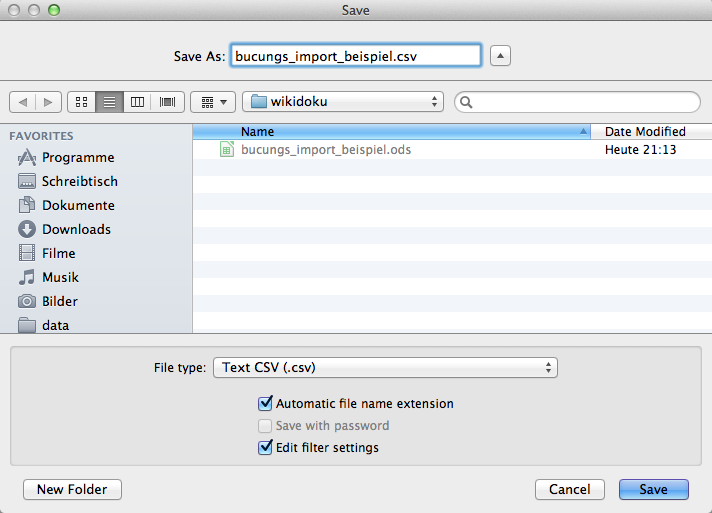 Save
Save As: bucungs_import_beispiel.csv
wikidoku
FAVORITES
Programme
Schreibtisch
Dokumente
Downloads
Filme
Musik
Bilder
data
Name Date Modified
bucungs_import_beispiel.ods Heute 21:13
File type: Text CSV (.csv)
Automatic file name extension
Save with password
Edit filter settings
New Folder Cancel Save